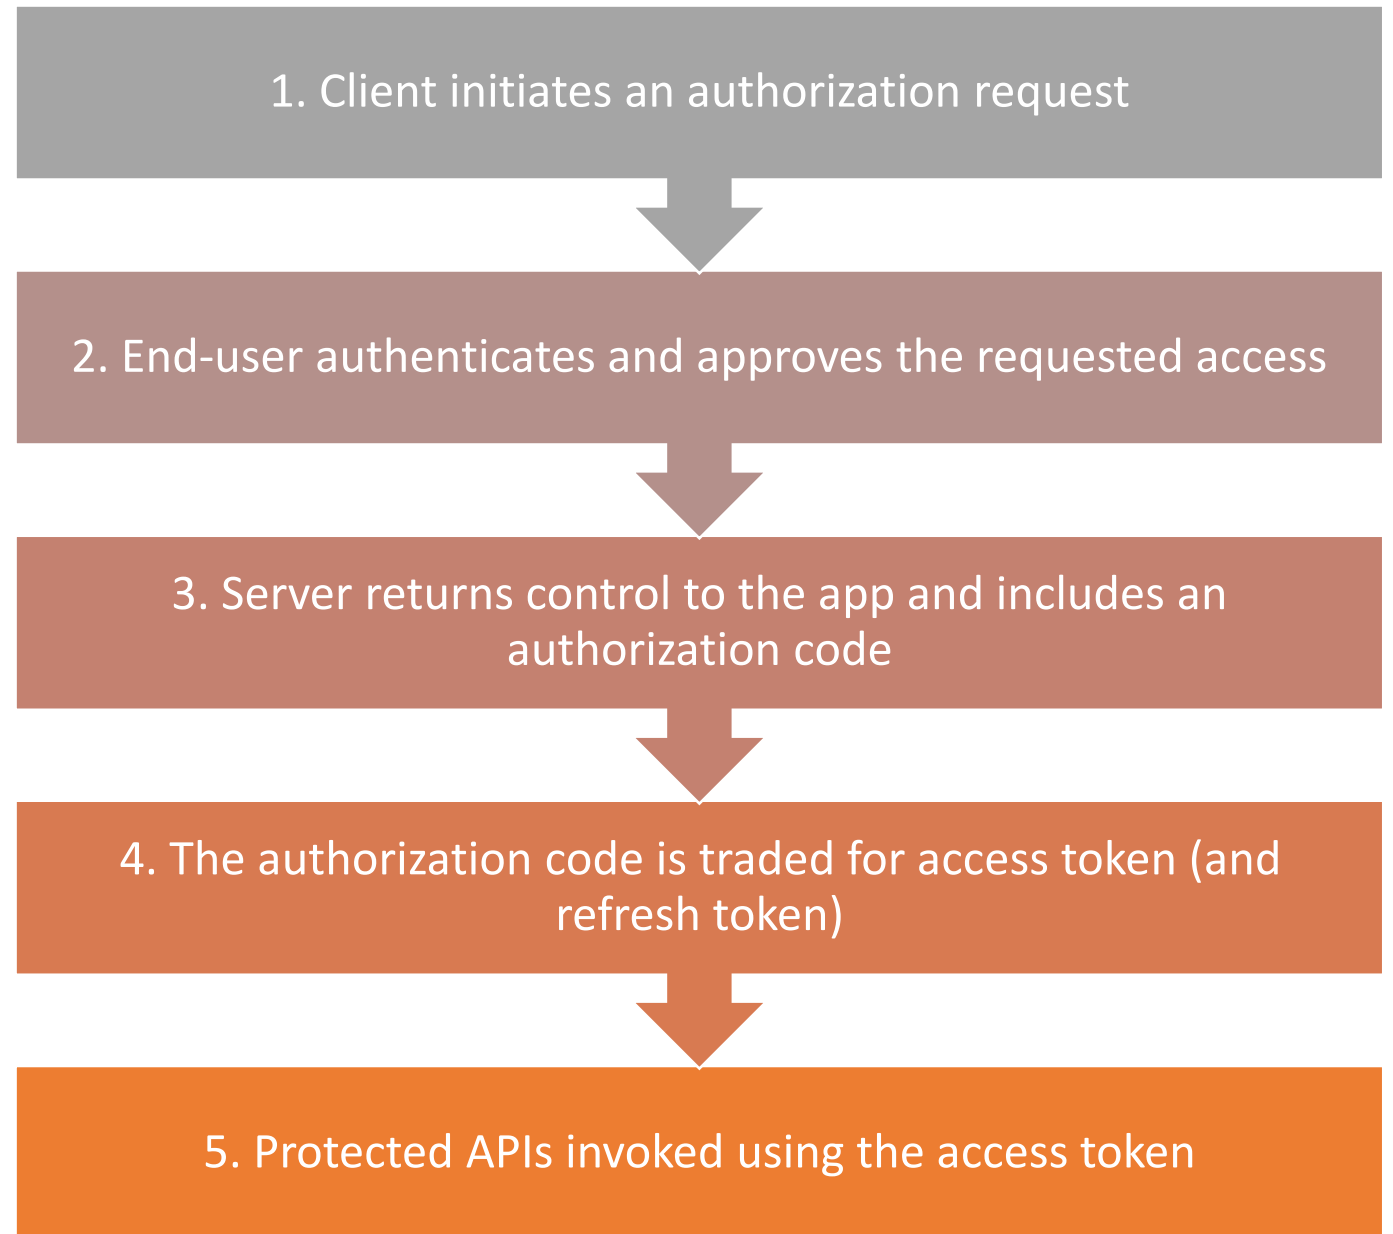 1. Client initiates an authorization request
2. End-user authenticates and approves the requested access
3. Server returns control to the app and includes an
authorization code
4. The authorization code is traded for access token (and
refresh token)
5. Protected APIs invoked using the access token